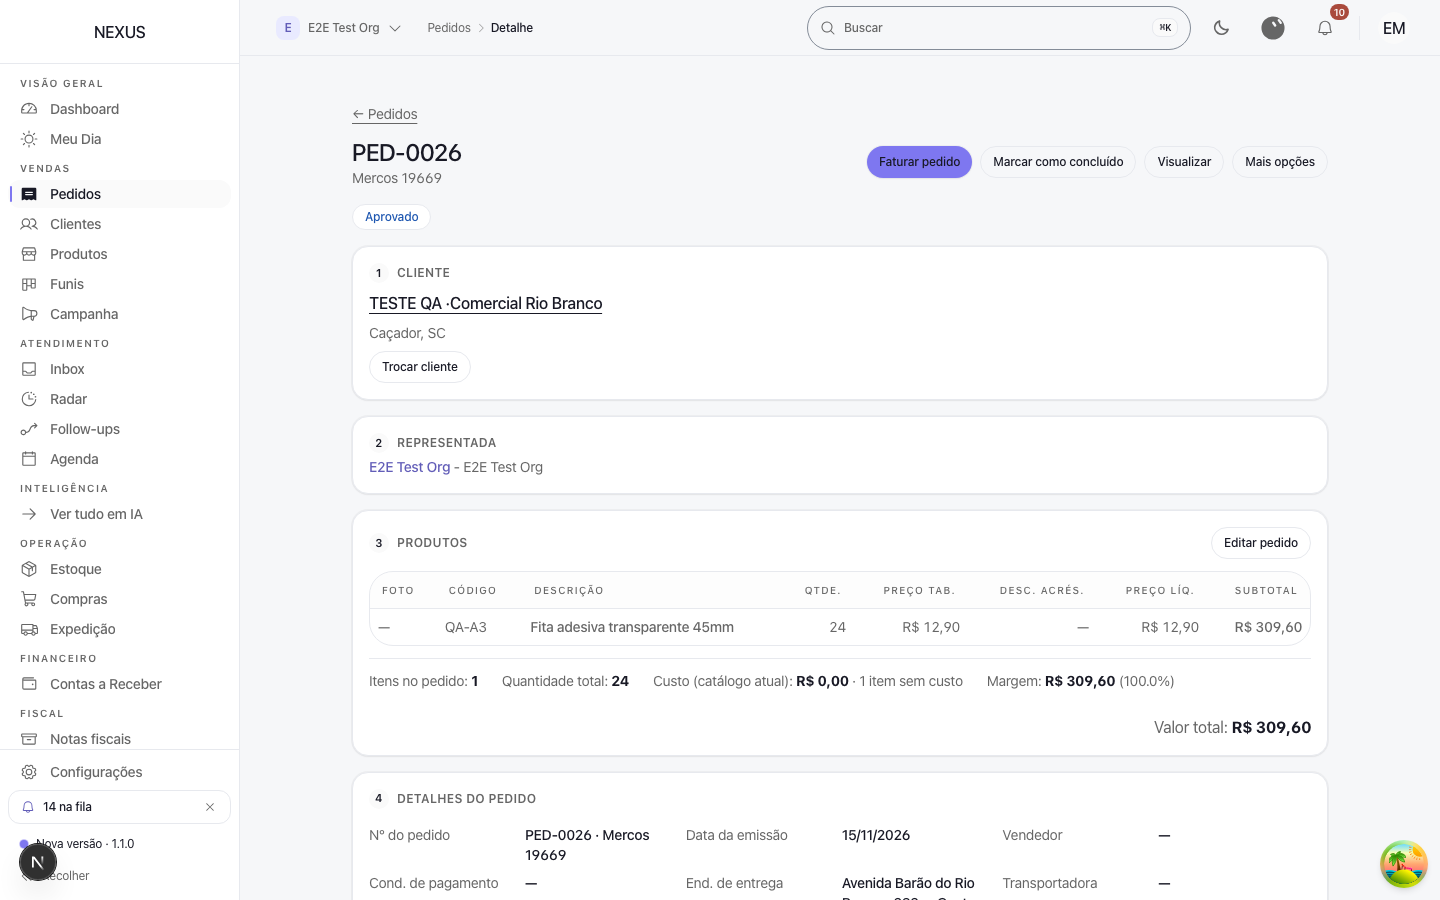 NEXUS
E E2E Test Org
Pedidos > Detalhe
Buscar
⌘K
10
EM
VISÃO GERAL
Dashboard
Meu Dia
VENDAS
Pedidos
Clientes
Produtos
Funis
Campanha
ATENDIMENTO
Inbox
Radar
Follow-ups
Agenda
INTELIGÊNCIA
Ver tudo em IA
OPERAÇÃO
Estoque
Compras
Expedição
FINANCEIRO
Contas a Receber
FISCAL
Notas fiscais
Configurações
14 na fila
Nova versão · 1.1.0
N
← Pedidos
PED-0026
Mercos 19669
Faturar pedido
Marcar como concluído
Visualizar
Mais opções
Aprovado
1 CLIENTE
TESTE QA ·Comercial Rio Branco
Caçador, SC
Trocar cliente
2 REPRESENTADA
E2E Test Org - E2E Test Org
3 PRODUTOS
Editar pedido
FOTO CÓDIGO DESCRIÇÃO QTDE. PREÇO TAB. DESC. ACRÉS. PREÇO LÍQ. SUBTOTAL
— QA-A3 Fita adesiva transparente 45mm 24 R$ 12,90 — R$ 12,90 R$ 309,60
Itens no pedido: 1 Quantidade total: 24 Custo (catálogo atual): R$ 0,00 · 1 item sem custo Margem: R$ 309,60 (100.0%)
Valor total: R$ 309,60
4 DETALHES DO PEDIDO
Nº do pedido PED-0026 · Mercos 19669
Data da emissão 15/11/2026
Vendedor —
Cond. de pagamento —
End. de entrega Avenida Barão do Rio
Transportadora —